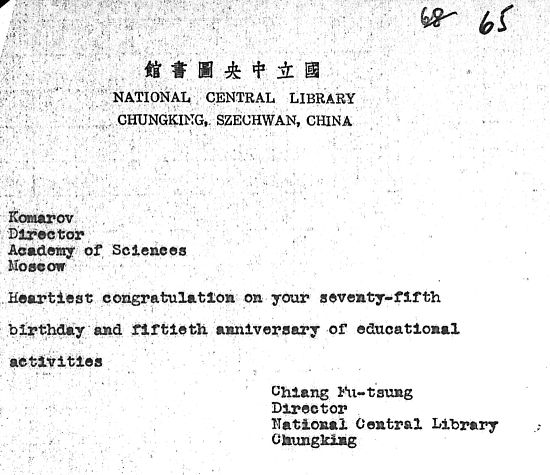 68 65
國立中央圖書館
NATIONAL CENTRAL LIBRARY
CHUNGKING, SZECHWAN, CHINA
Komarov
Director
Academy of Sciences
Moscow
Heartiest congratulation on your seventy-fifth
birthday and fiftieth anniversary of educational
activities
Chiang Fu-tsung
Director
National Central Library
Chungking